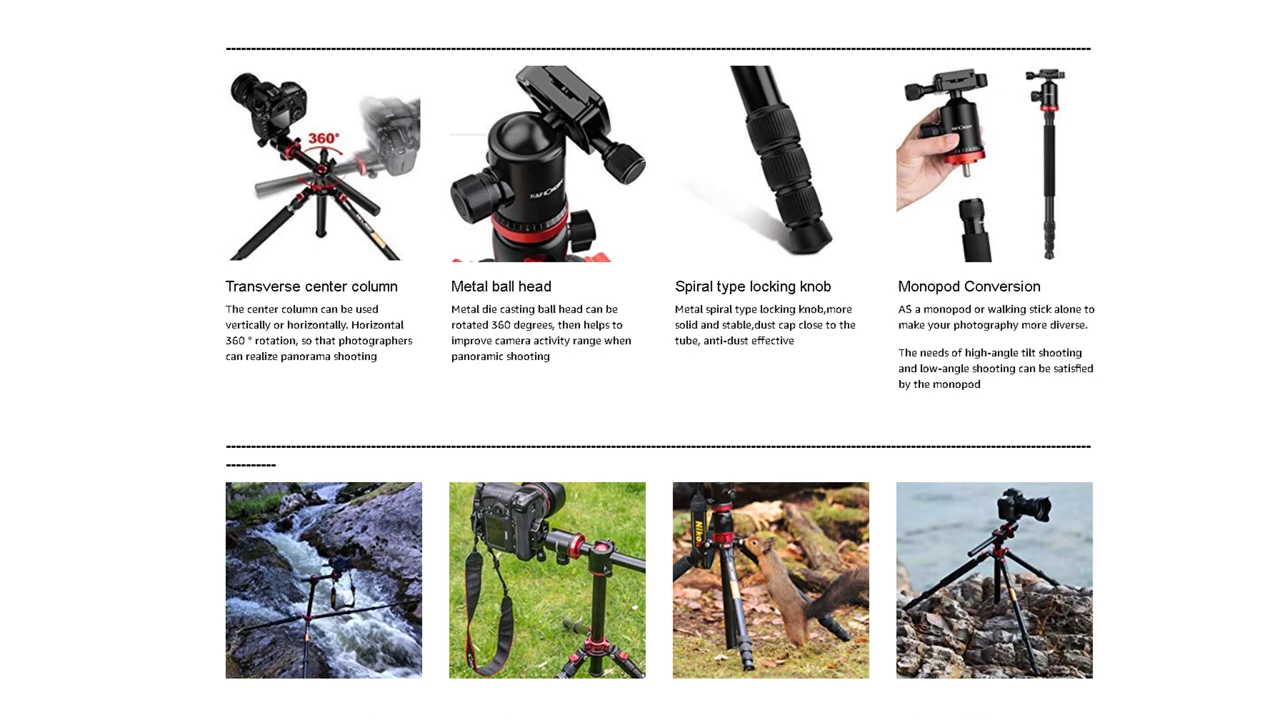 360°
K&F CONCEPT
Transverse center column
The center column can be used
vertically or horizontally. Horizontal
360 ° rotation, so that photographers
can realize panorama shooting
Metal ball head
Metal die casting ball head can be
rotated 360 degrees, then helps to
improve camera activity range when
panoramic shooting
Spiral type locking knob
Metal spiral type locking knob,more
solid and stable,dust cap close to the
tube, anti-dust effective
Monopod Conversion
AS a monopod or walking stick alone to
make your photography more diverse.
The needs of high-angle tilt shooting
and low-angle shooting can be satisfied
by the monopod